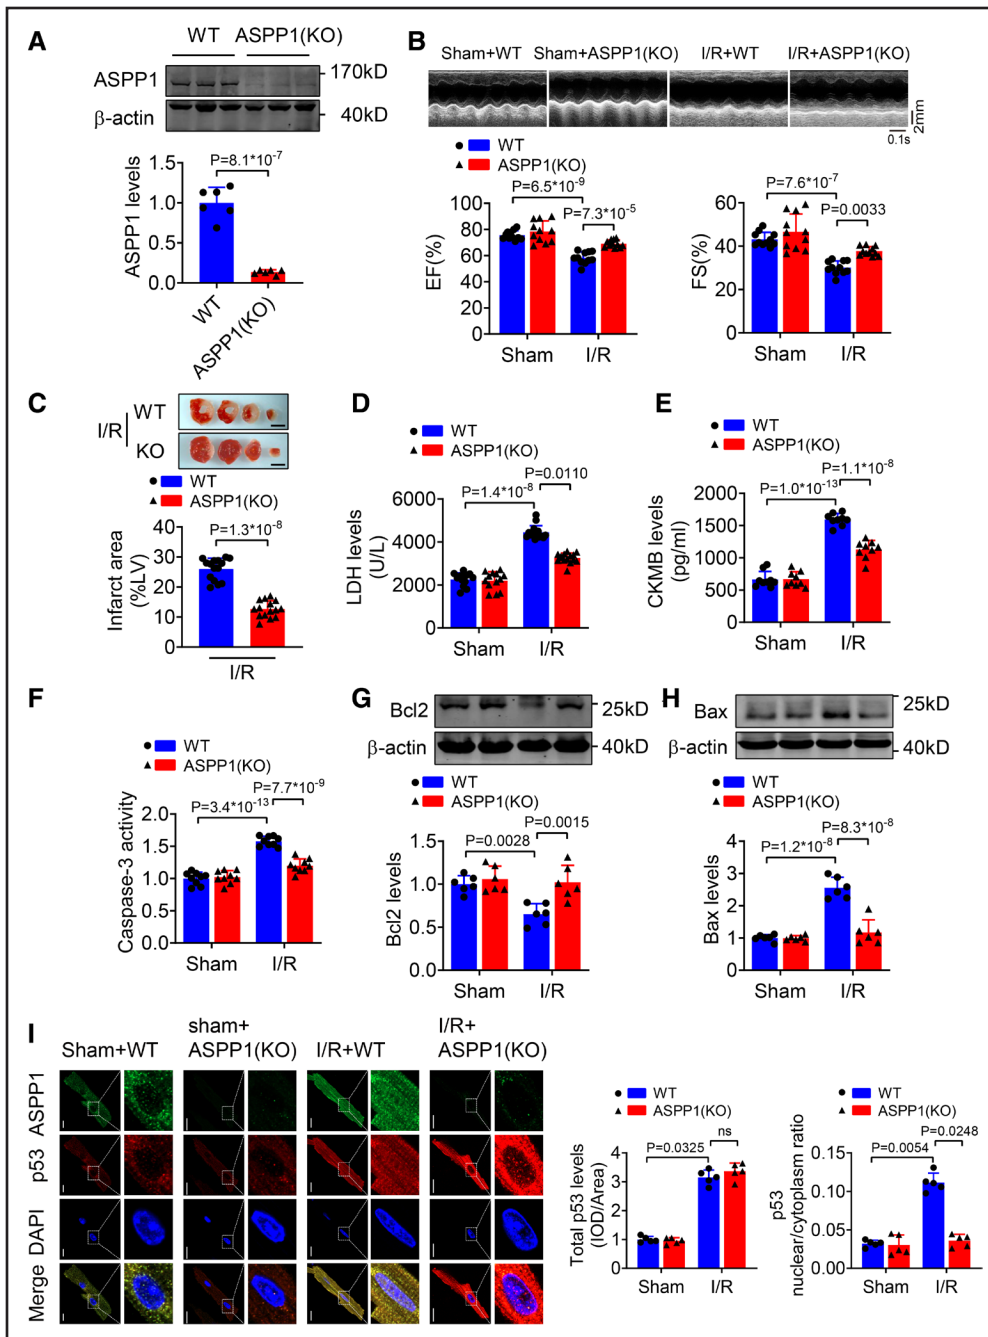 A
WT ASPP1(KO)
ASPP1
170kD
β-actin
40kD
P=8.1*10-7
ASPP1 levels
1.5
1.0
0.5
0.0
WT
ASPP1(KO)
B
Sham+WT Sham+ASPP1(KO) I/R+WT I/R+ASPP1(KO)
2mm
0.1s
WT
ASPP1(KO)
P=6.5*10-9
P=7.3*10-5
EF(%)
100
80
60
40
20
0
Sham I/R
P=7.6*10-7
P=0.0033
FS(%)
60
40
20
0
Sham I/R
C
I/R
WT
KO
WT
ASPP1(KO)
P=1.3*10-8
Infarct area
(%LV)
40
30
20
10
0
I/R
D
WT
ASPP1(KO)
P=0.0110
P=1.4*10-8
LDH levels
(U/L)
6000
4000
2000
0
Sham I/R
E
WT
ASPP1(KO)
P=1.1*10-8
P=1.0*10-13
CKMB levels
(pg/ml)
2000
1500
1000
500
0
Sham I/R
F
WT
ASPP1(KO)
P=7.7*10-9
P=3.4*10-13
Caspase-3 activity
2.0
1.5
1.0
0.5
0.0
Sham I/R
G
Bcl2
25kD
β-actin
40kD
WT
ASPP1(KO)
P=0.0015
P=0.0028
Bcl2 levels
1.5
1.0
0.5
0.0
Sham I/R
H
Bax
25kD
β-actin
40kD
WT
ASPP1(KO)
P=8.3*10-8
P=1.2*10-8
Bax levels
4
3
2
1
0
Sham I/R
I
Sham+WT
sham+
ASPP1(KO)
I/R+WT
I/R+
ASPP1(KO)
ASPP1
p53
DAPI
Merge
WT
ASPP1(KO)
ns
P=0.0325
Total p53 levels
(IOD/Area)
4
3
2
1
0
Sham I/R
WT
ASPP1(KO)
P=0.0248
P=0.0054
p53
nuclear/cytoplasm ratio
0.15
0.10
0.05
0.00
Sham I/R